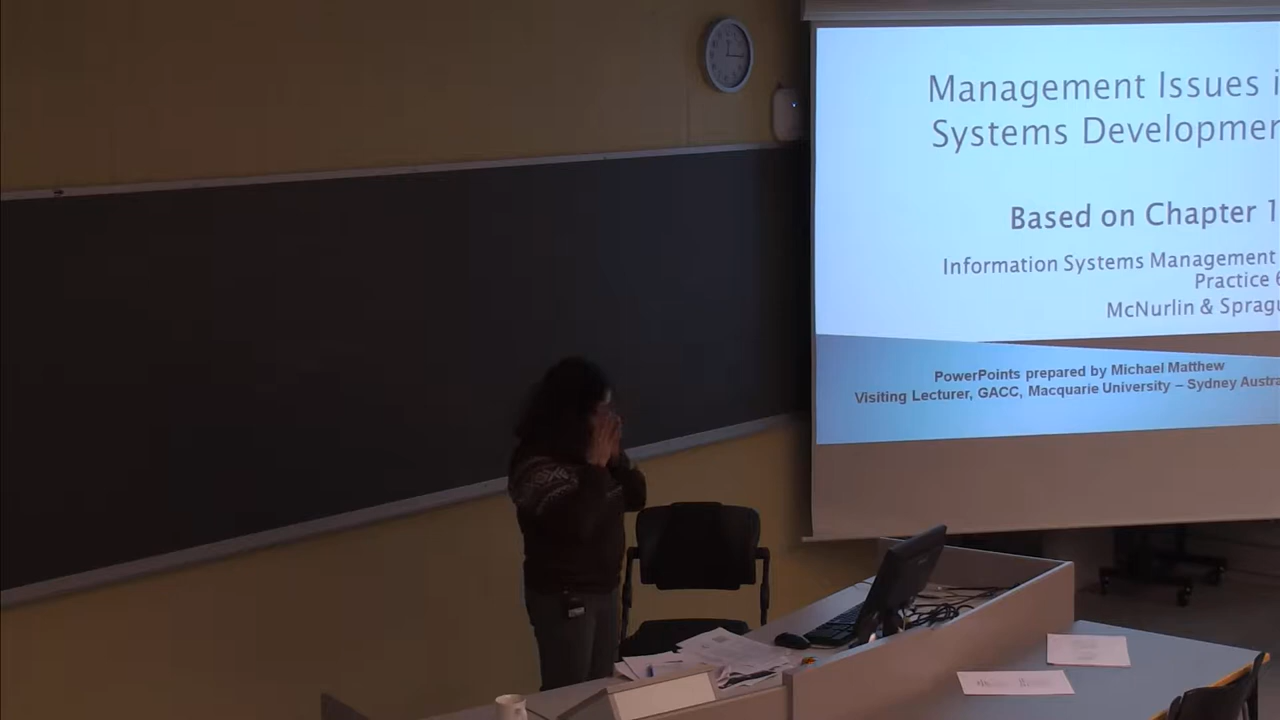 Management Issues i
Systems Developmen
Based on Chapter 1
Information Systems Management
Practice 6
McNurlin & Spragu
PowerPoints prepared by Michael Matthew
Visiting Lecturer, GACC, Macquarie University – Sydney Austra